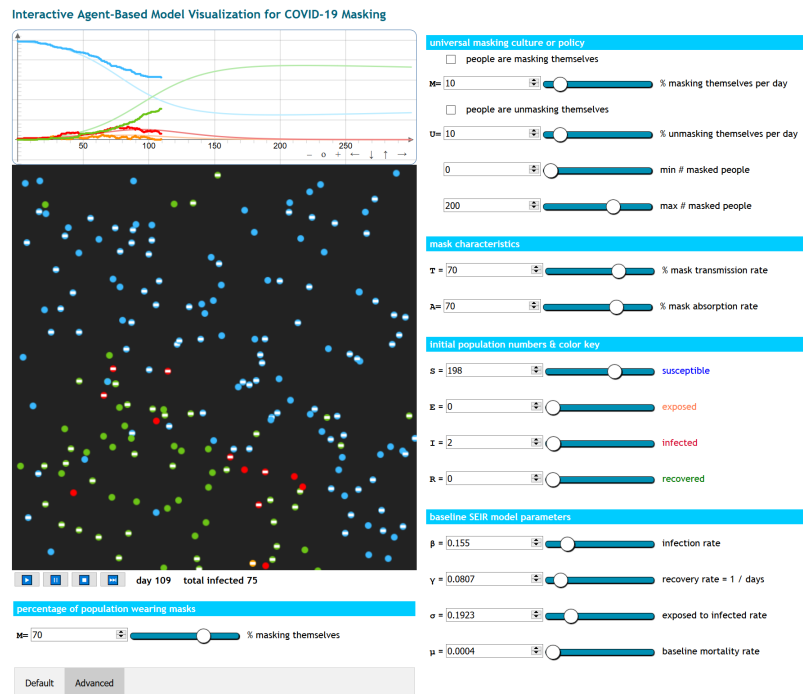 Interactive Agent-Based Model Visualization for COVID-19 Masking
50 100 150 200 250
− o + ← ↓ ↑ →
day 109 total infected 75
percentage of population wearing masks
M= 70 % masking themselves
Default Advanced
universal masking culture or policy
people are masking themselves
M= 10 % masking themselves per day
people are unmasking themselves
U= 10 % unmasking themselves per day
0 min # masked people
200 max # masked people
mask characteristics
T = 70 % mask transmission rate
A= 70 % mask absorption rate
Initial population numbers & color key
S = 198 susceptible
E = 0 exposed
I = 2 infected
R = 0 recovered
baseline SEIR model parameters
β = 0.155 infection rate
γ = 0.0807 recovery rate = 1 / days
σ = 0.1923 exposed to infected rate
μ = 0.0004 baseline mortality rate